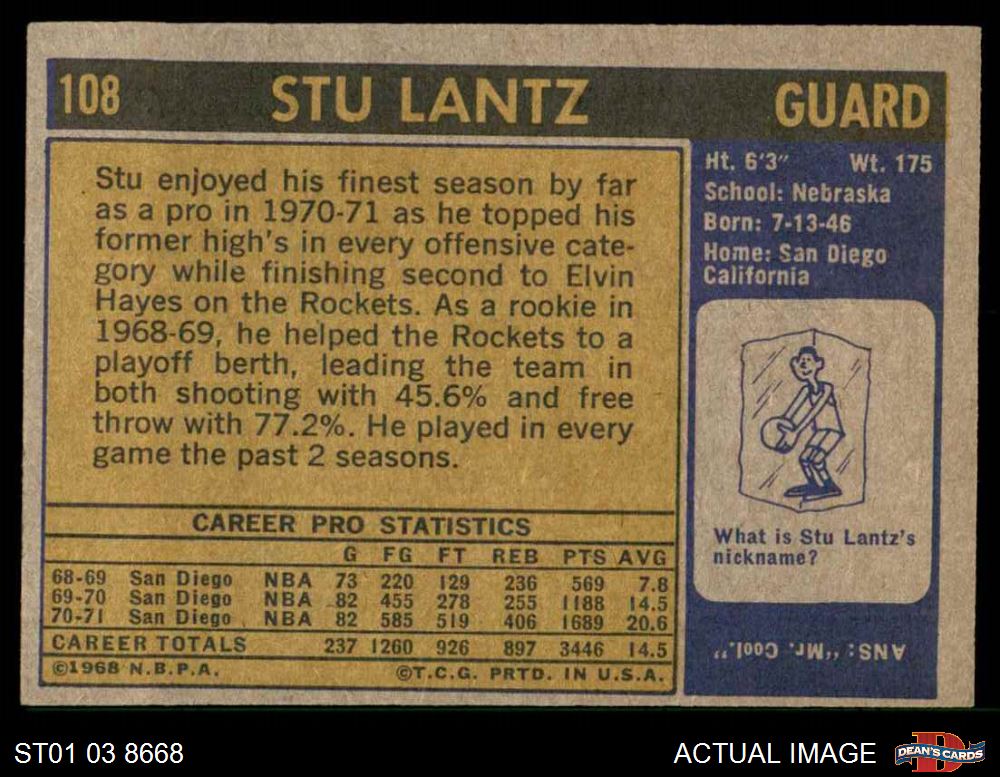 108 STU LANTZ GUARD
Stu enjoyed his finest season by far
as a pro in 1970-71 as he topped his
former high's in every offensive cate-
gory while finishing second to Elvin
Hayes on the Rockets. As a rookie in
1968-69, he helped the Rockets to a
playoff berth, leading the team in
both shooting with 45.6% and free
throw with 77.2%. He played in every
game the past 2 seasons.
Ht. 6'3" Wt. 175
School: Nebraska
Born: 7-13-46
Home: San Diego
California
What is Stu Lantz's
nickname?
ANS: "Mr. Cool."
CAREER PRO STATISTICS
G FG FT REB PTS AVG
68-69 San Diego NBA 73 220 129 236 569 7.8
69-70 San Diego NBA 82 455 278 255 1188 14.5
70-71 San Diego NBA 82 585 519 406 1689 20.6
CAREER TOTALS 237 1260 926 897 3446 14.5
©1968 N.B.P.A. ©T.C.G. PRTD. IN U.S.A.
ST01 03 8668 ACTUAL IMAGE DEAN'S CARDS